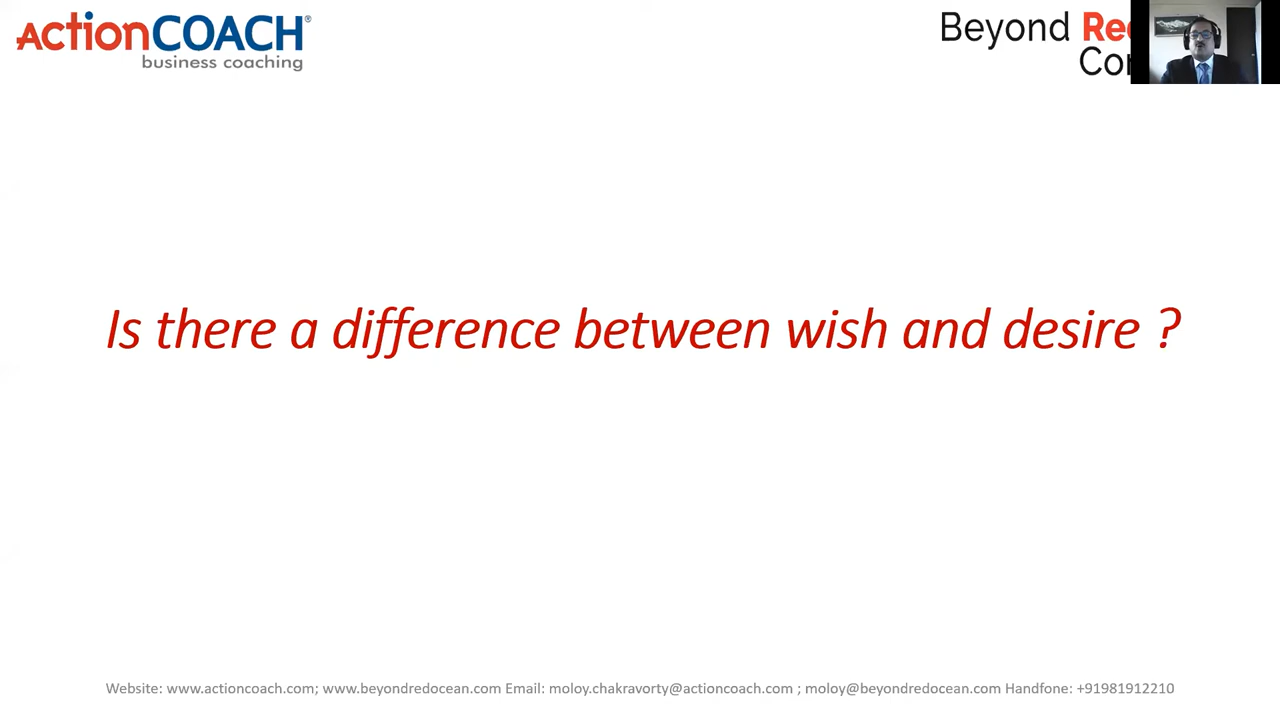 actionCOACH®
business coaching
Beyond
Is there a difference between wish and desire ?
Website: www.actioncoach.com; www.beyondredocean.com Email: moloy.chakravorty@actioncoach.com ; moloy@beyondredocean.com Handfone: +91981912210